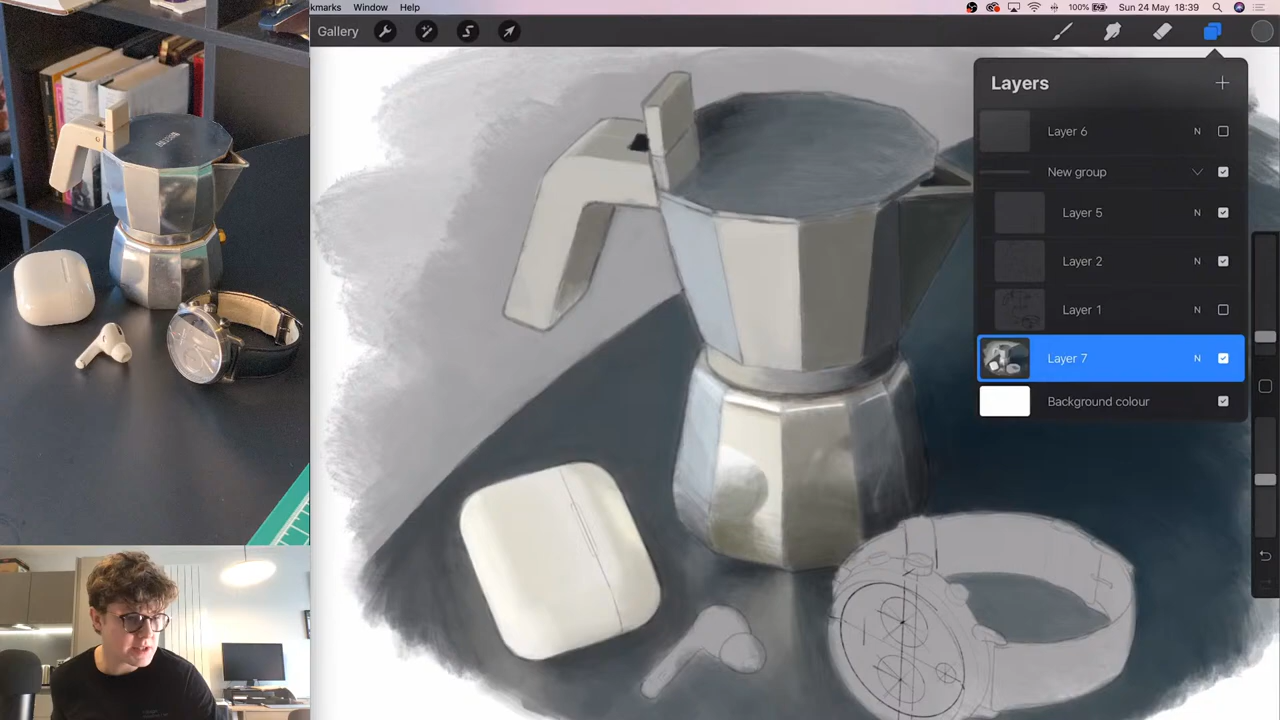 kmarks Window Help
100%
Sun 24 May 18:39
Gallery
Layers
Layer 6 N
New group
Layer 5 N
Layer 2 N
Layer 1 N
Layer 7 N
Background colour